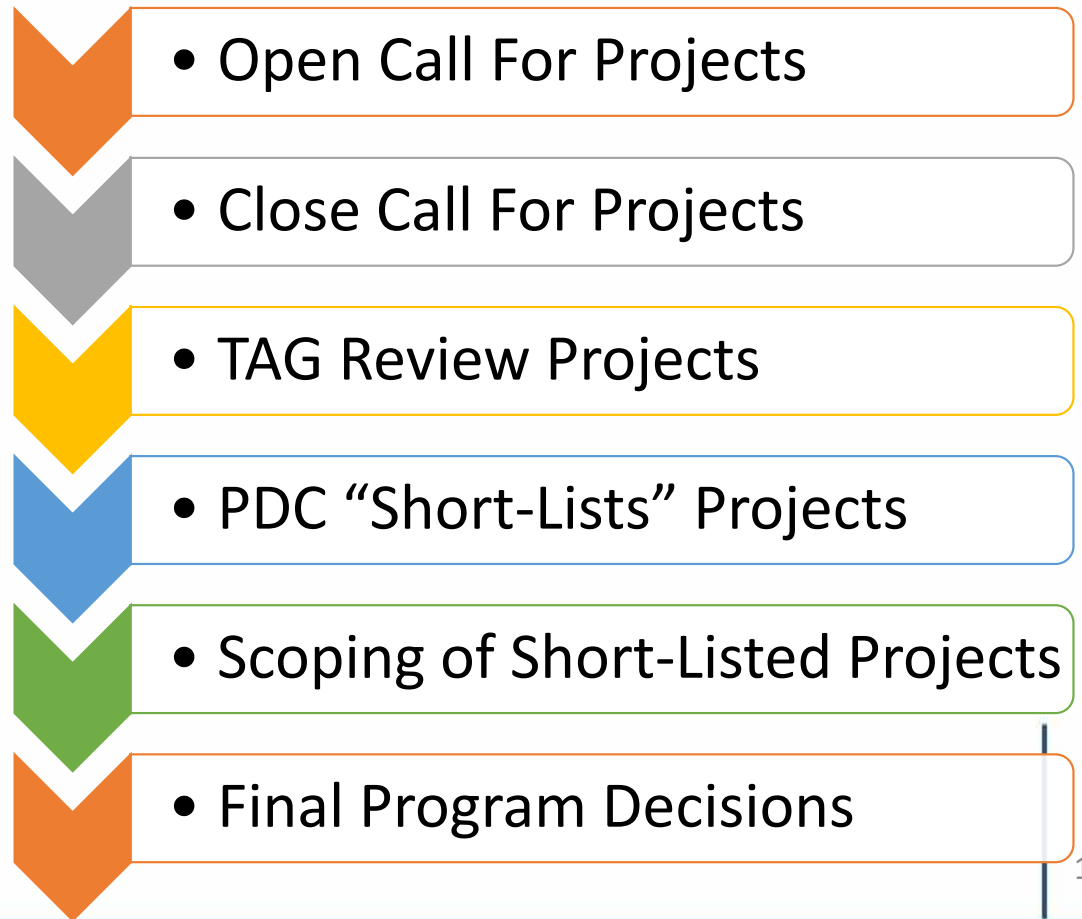 • Open Call For Projects
• Close Call For Projects
• TAG Review Projects
• PDC “Short-Lists” Projects
• Scoping of Short-Listed Projects
• Final Program Decisions